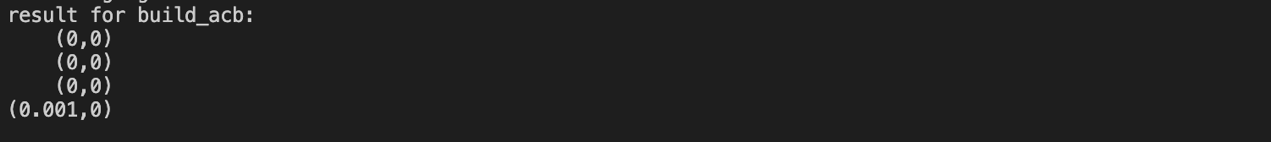 result for build_acb:
    (0,0)
    (0,0)
    (0,0)
(0.001,0)